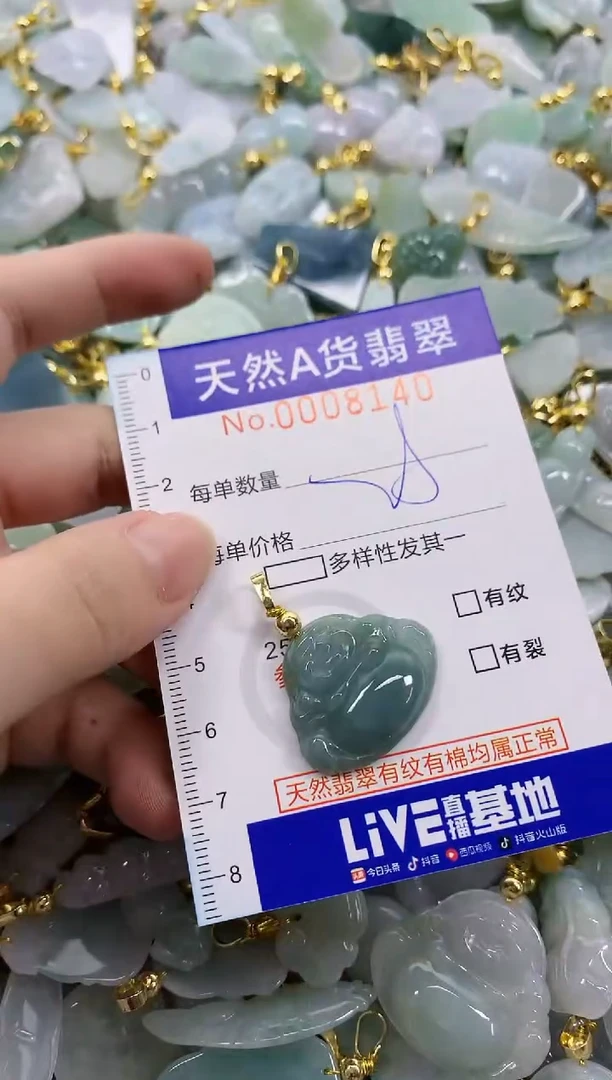 天然A货翡翠
No.0008140
0
1
2
每单数量
每单价格
多样性发其一
有纹
25
5
有裂
6
7
天然翡翠有纹有棉均属正常
LiVE直播基地
8
今日头条 抖音 西瓜视频 抖音火山版